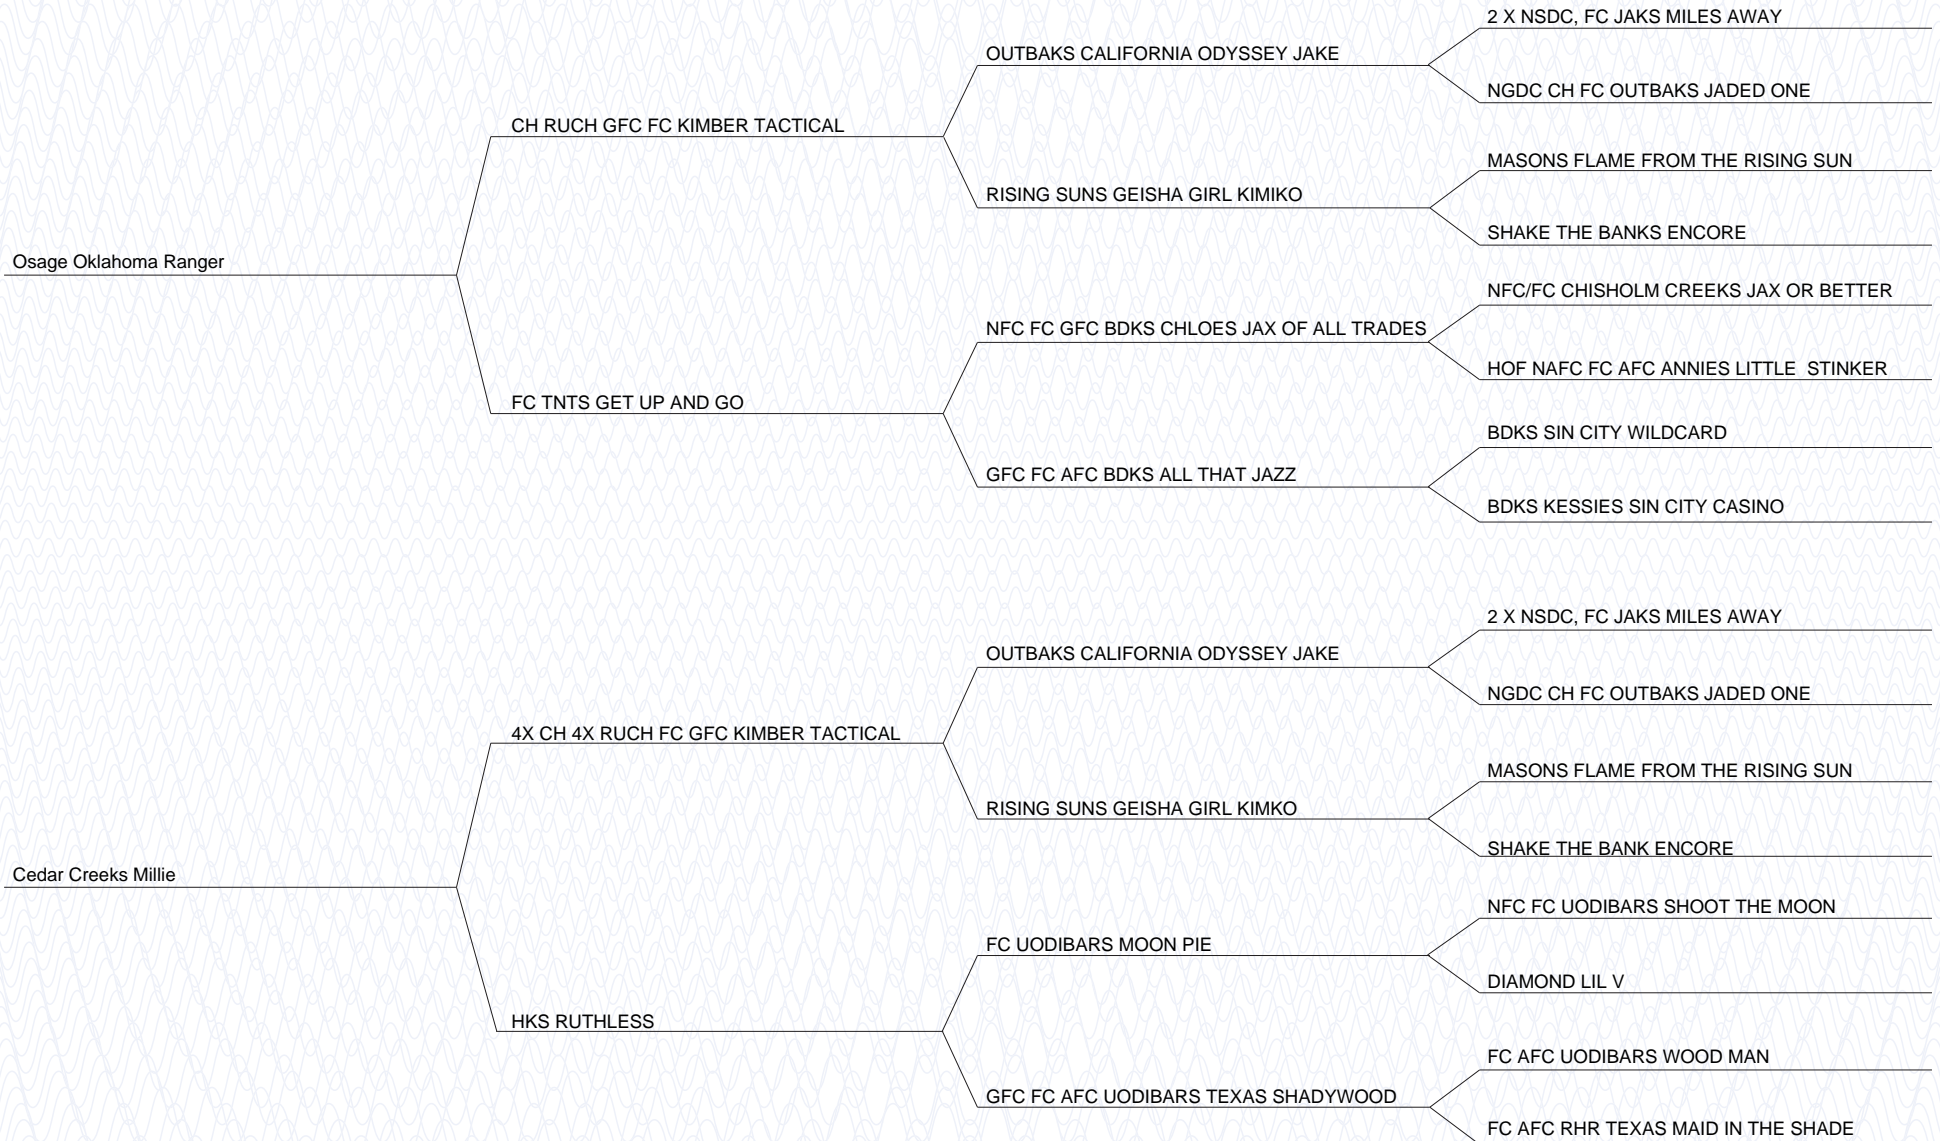 2 X NSDC, FC JAKS MILES AWAY
OUTBAKS CALIFORNIA ODYSSEY JAKE
NGDC CH FC OUTBAKS JADED ONE
CH RUCH GFC FC KIMBER TACTICAL
MASONS FLAME FROM THE RISING SUN
RISING SUNS GEISHA GIRL KIMIKO
SHAKE THE BANKS ENCORE
Osage Oklahoma Ranger
NFC/FC CHISHOLM CREEKS JAX OR BETTER
NFC FC GFC BDKS CHLOES JAX OF ALL TRADES
HOF NAFC FC AFC ANNIES LITTLE  STINKER
FC TNTS GET UP AND GO
BDKS SIN CITY WILDCARD
GFC FC AFC BDKS ALL THAT JAZZ
BDKS KESSIES SIN CITY CASINO
2 X NSDC, FC JAKS MILES AWAY
OUTBAKS CALIFORNIA ODYSSEY JAKE
NGDC CH FC OUTBAKS JADED ONE
4X CH 4X RUCH FC GFC KIMBER TACTICAL
MASONS FLAME FROM THE RISING SUN
RISING SUNS GEISHA GIRL KIMKO
SHAKE THE BANK ENCORE
Cedar Creeks Millie
NFC FC UODIBARS SHOOT THE MOON
FC UODIBARS MOON PIE
DIAMOND LIL V
HKS RUTHLESS
FC AFC UODIBARS WOOD MAN
GFC FC AFC UODIBARS TEXAS SHADYWOOD
FC AFC RHR TEXAS MAID IN THE SHADE